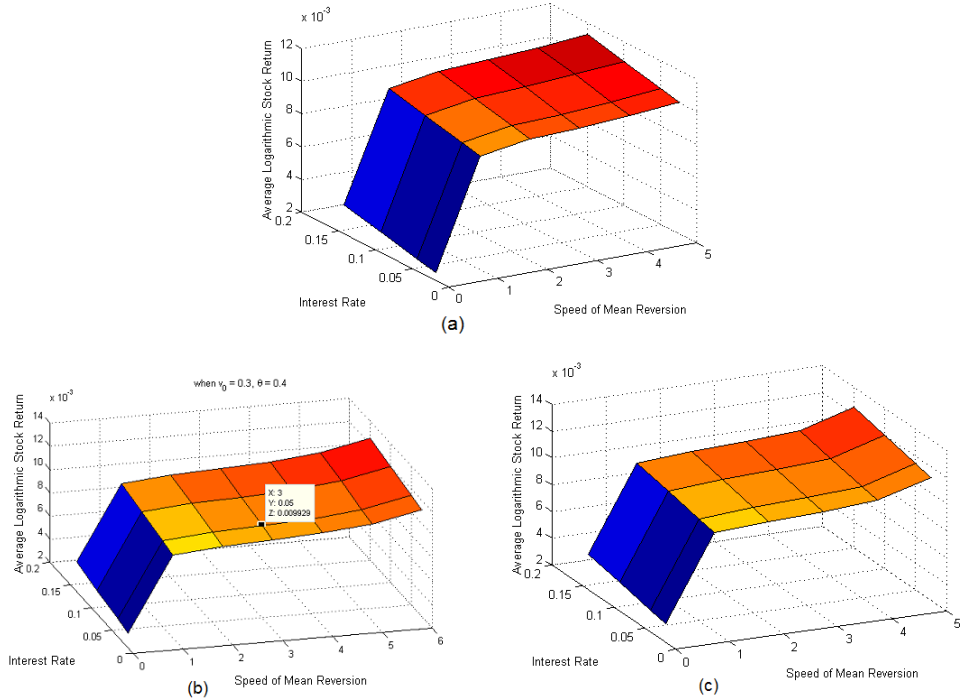 x 10⁻³
12
10
8
6
4
2
Average Logarithmic Stock Return
0.2
0.15
0.1
0.05
0
Interest Rate
0
1
2
3
4
5
Speed of Mean Reversion
(a)
when v₀ = 0.3, θ = 0.4
x 10⁻³
14
12
10
8
6
4
2
Average Logarithmic Stock Return
X: 3
Y: 0.05
Z: 0.009929
0.2
0.15
0.1
0.05
0
Interest Rate
0
1
2
3
4
5
6
Speed of Mean Reversion
(b)
x 10⁻³
14
12
10
8
6
4
2
Average Logarithmic Stock Return
0.2
0.15
0.1
0.05
0
Interest Rate
0
1
2
3
4
5
Speed of Mean Reversion
(c)